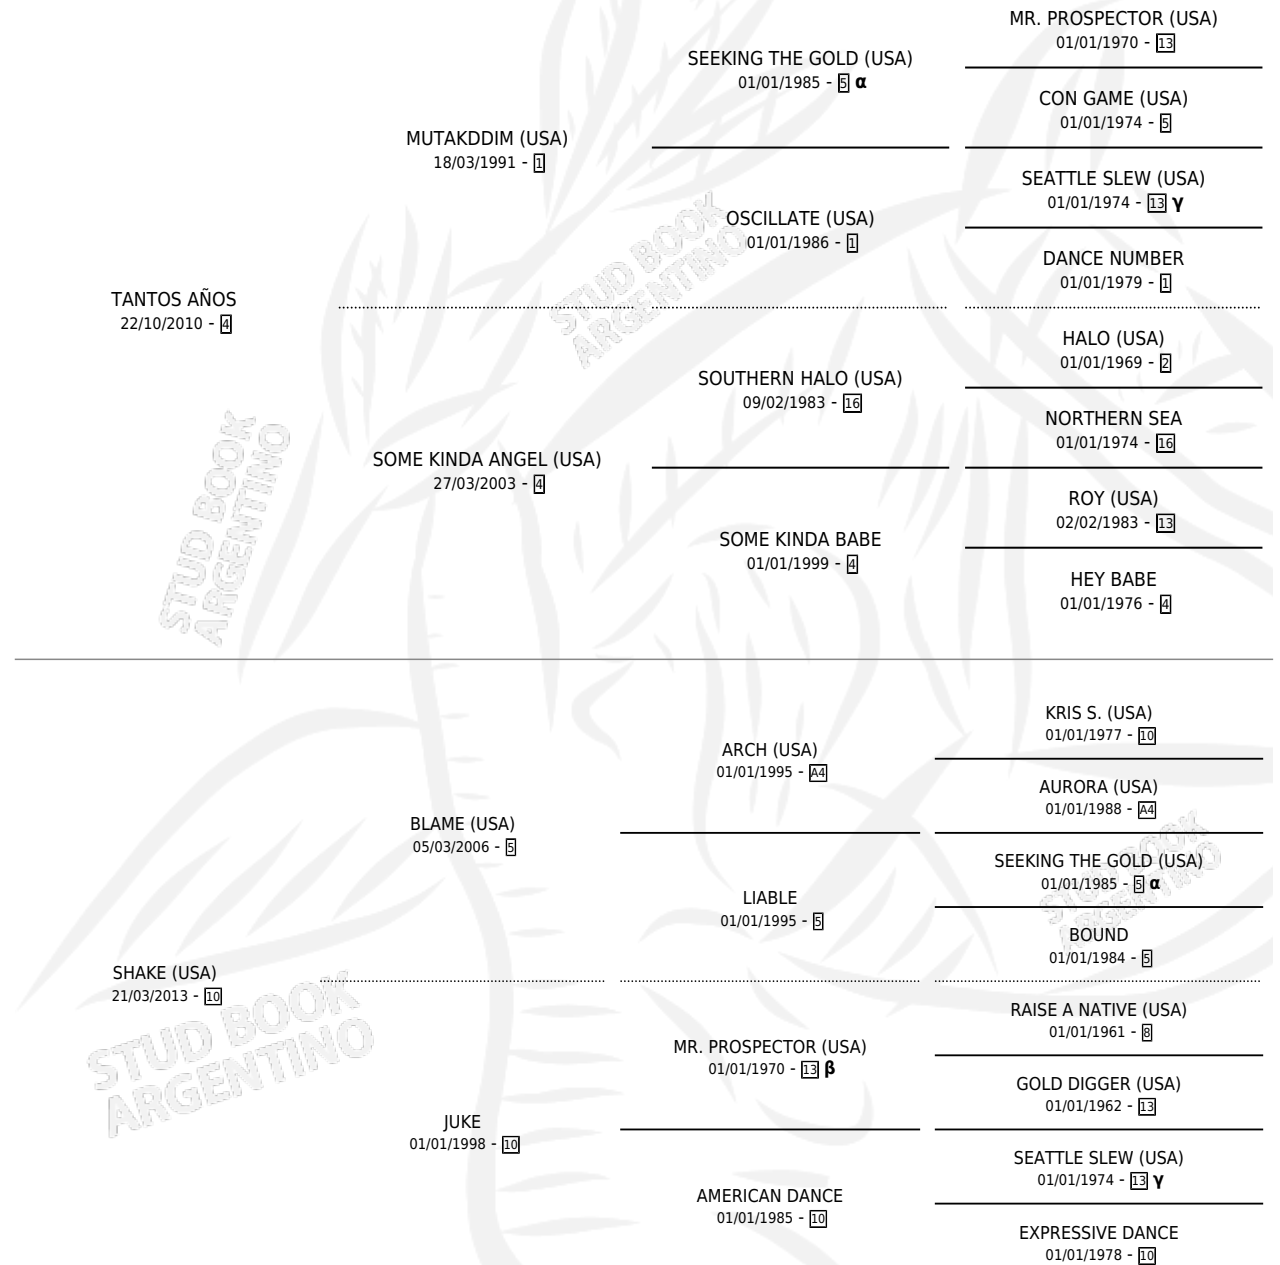 MR. PROSPECTOR (USA)
01/01/1970 - 13
SEEKING THE GOLD (USA)
01/01/1985 - 5 α
CON GAME (USA)
01/01/1974 - 5
MUTAKDDIM (USA)
18/03/1991 - 1
SEATTLE SLEW (USA)
01/01/1974 - 13 γ
OSCILLATE (USA)
01/01/1986 - 1
DANCE NUMBER
01/01/1979 - 1
TANTOS AÑOS
22/10/2010 - 4
HALO (USA)
01/01/1969 - 2
SOUTHERN HALO (USA)
09/02/1983 - 16
NORTHERN SEA
01/01/1974 - 16
SOME KINDA ANGEL (USA)
27/03/2003 - 4
ROY (USA)
02/02/1983 - 13
SOME KINDA BABE
01/01/1999 - 4
HEY BABE
01/01/1976 - 4
KRIS S. (USA)
01/01/1977 - 10
ARCH (USA)
01/01/1995 - A4
AURORA (USA)
01/01/1988 - A4
BLAME (USA)
05/03/2006 - 5
SEEKING THE GOLD (USA)
01/01/1985 - 5 α
LIABLE
01/01/1995 - 5
BOUND
01/01/1984 - 5
SHAKE (USA)
21/03/2013 - 10
RAISE A NATIVE (USA)
01/01/1961 - 8
MR. PROSPECTOR (USA)
01/01/1970 - 13 β
GOLD DIGGER (USA)
01/01/1962 - 13
JUKE
01/01/1998 - 10
SEATTLE SLEW (USA)
01/01/1974 - 13 γ
AMERICAN DANCE
01/01/1985 - 10
EXPRESSIVE DANCE
01/01/1978 - 10
STUD BOOK
ARGENTINO
STUD BOOK
ARGENTINO
STUD BOOK
ARGENTINO
STUD BOOK
ARGENTINO